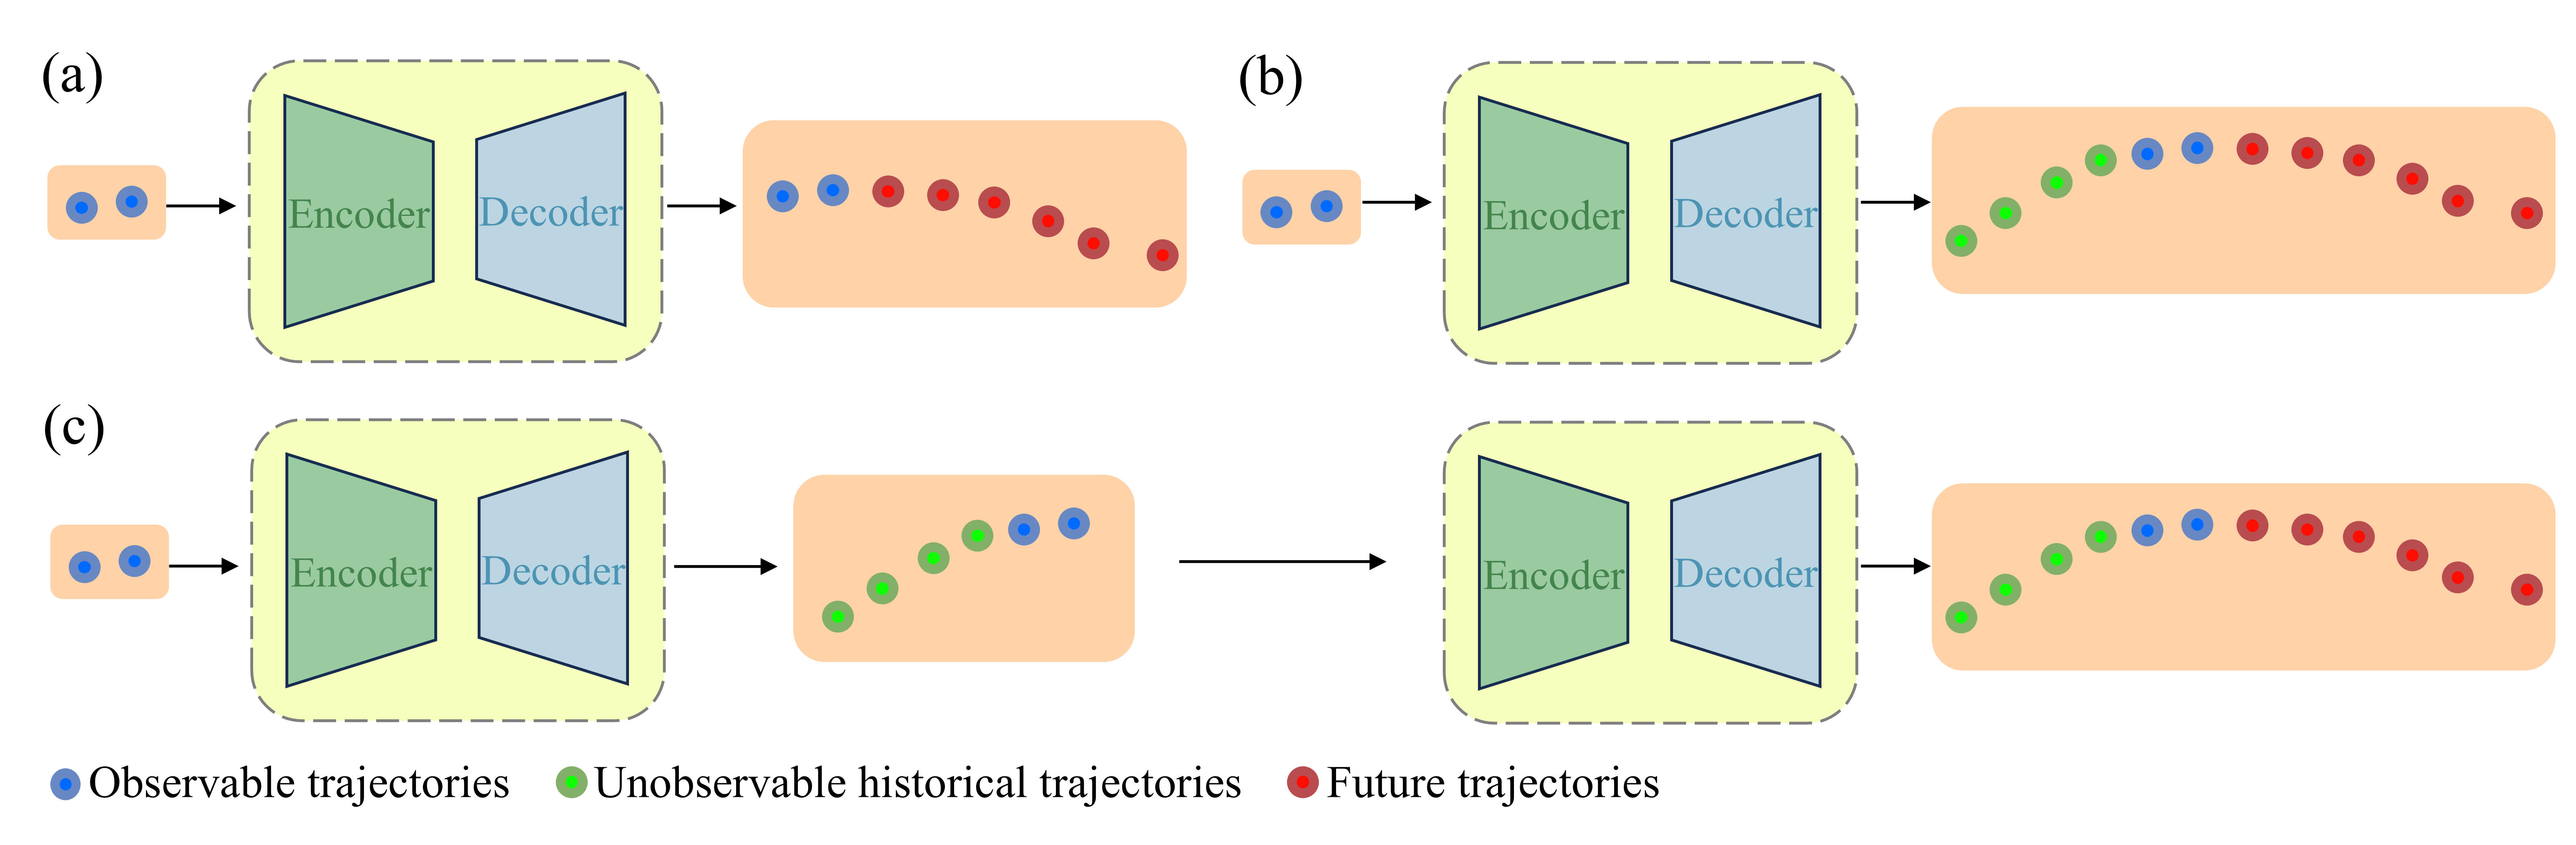 (a)
Encoder
Decoder
(b)
Encoder
Decoder
(c)
Encoder
Decoder
Encoder
Decoder
Observable trajectories
Unobservable historical trajectories
Future trajectories